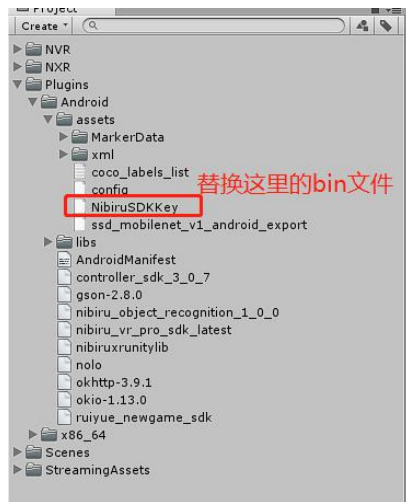 Project
Create
NVR
NXR
Plugins
Android
assets
MarkerData
xml
coco_labels_list
config
替换这里的bin文件
NibiruSDKKey
ssd_mobilenet_v1_android_export
libs
AndroidManifest
controller_sdk_3_0_7
gson-2.8.0
nibiru_object_recognition_1_0_0
nibiru_vr_pro_sdk_latest
nibiruxrunitylib
nolo
okhttp-3.9.1
okio-1.13.0
ruiyue_newgame_sdk
x86_64
Scenes
StreamingAssets